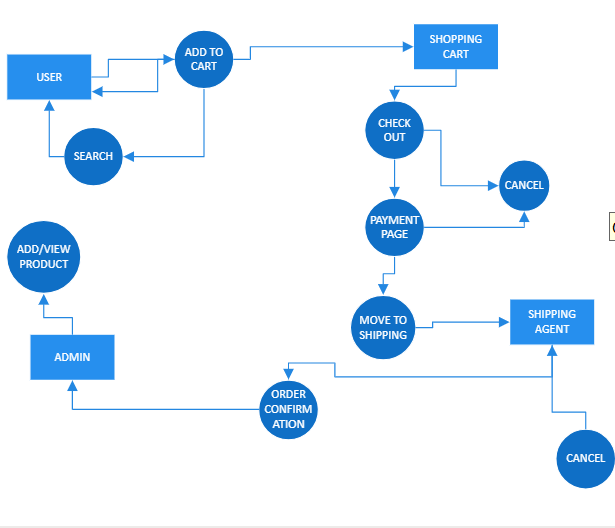 SHOPPING
CART
ADD TO
CART
USER
CHECK
OUT
SEARCH
CANCEL
PAYMENT
PAGE
ADD/VIEW
PRODUCT
MOVE TO
SHIPPING
SHIPPING
AGENT
ADMIN
ORDER
CONFIRM
ATION
CANCEL